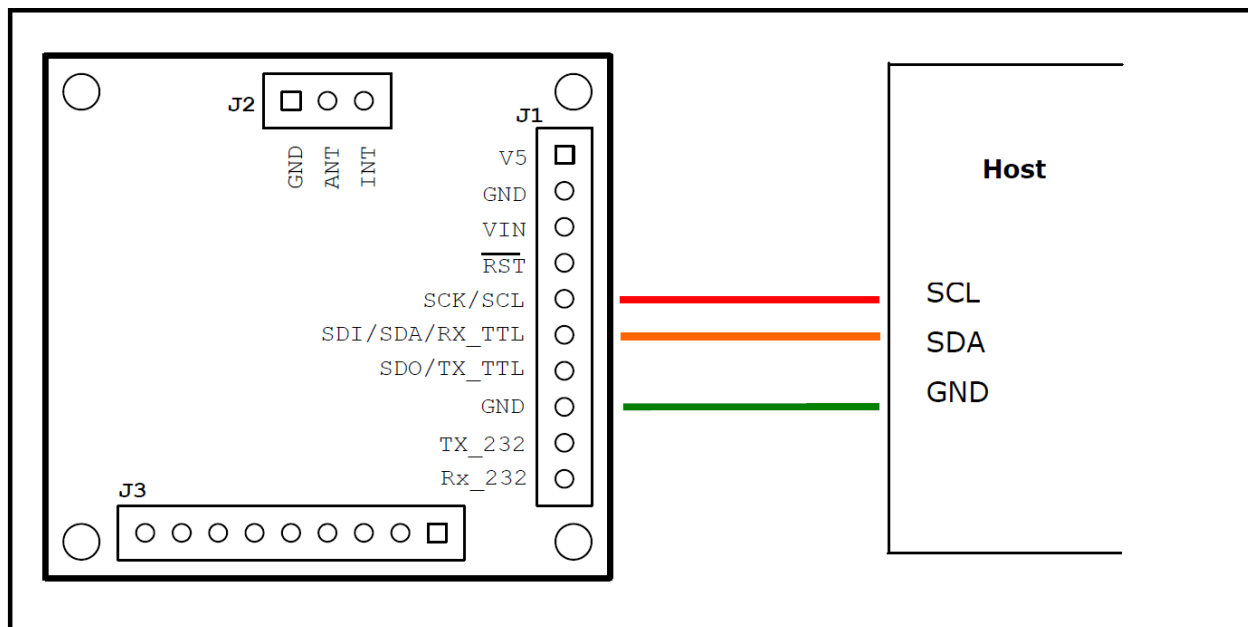 J2
GND
ANT
INT
J1
V5
GND
VIN
RST
SCK/SCL
SDI/SDA/RX_TTL
SDO/TX_TTL
GND
TX_232
Rx_232
J3
Host
SCL
SDA
GND